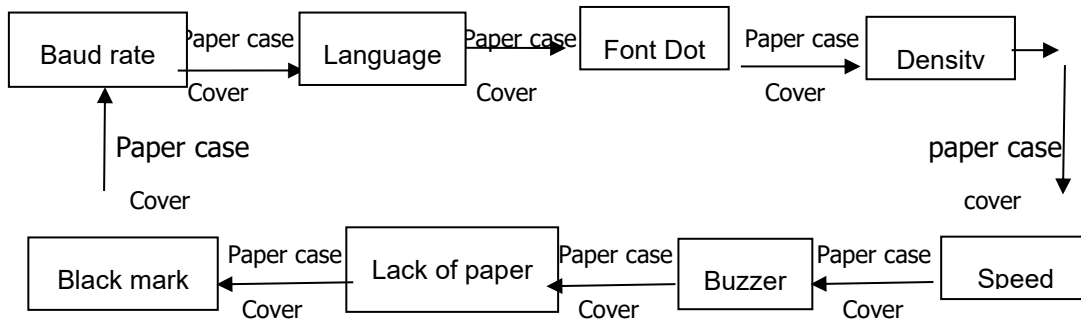 Baud rate
Paper case
Cover
Language
Paper case
Cover
Font Dot
Paper case
Cover
Density
paper case
cover
Speed
Paper case
Cover
Buzzer
Paper case
Cover
Lack of paper
Paper case
Cover
Black mark
Paper case
Cover